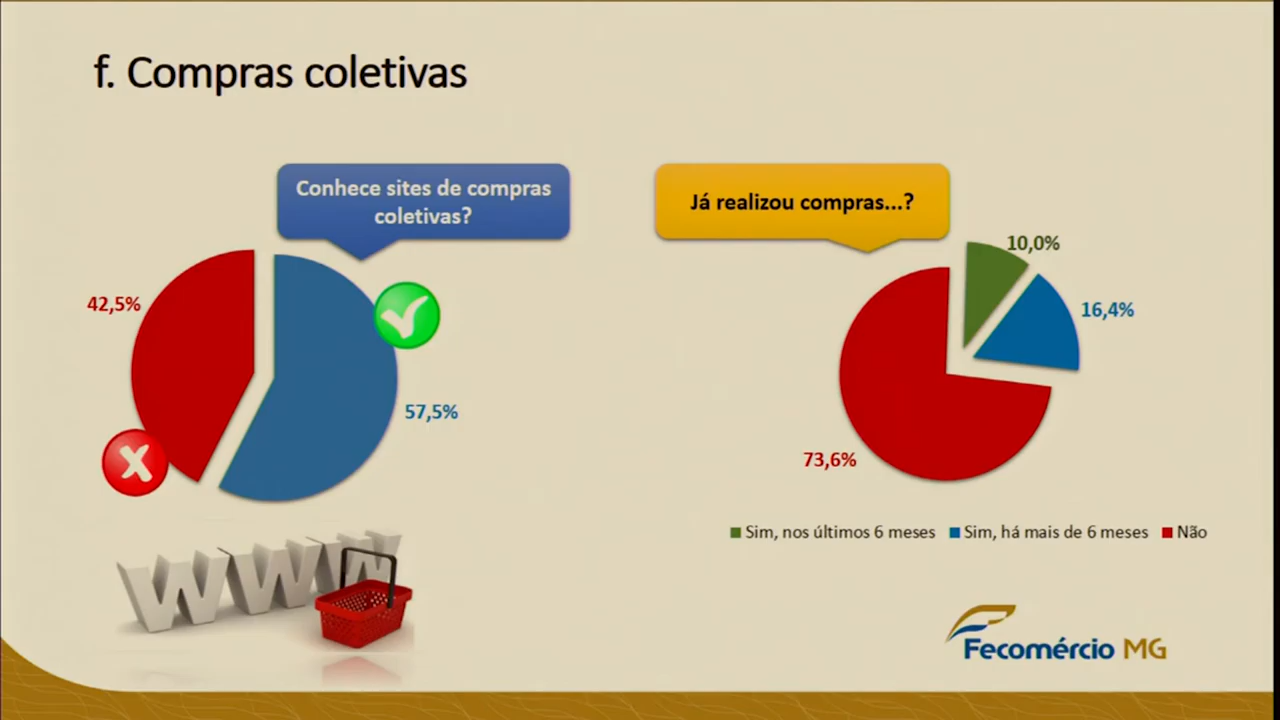 f. Compras coletivas
Conhece sites de compras
coletivas?
Já realizou compras...?
42,5%
57,5%
10,0%
16,4%
73,6%
Sim, nos últimos 6 meses
Sim, há mais de 6 meses
Não
www
Fecomércio MG